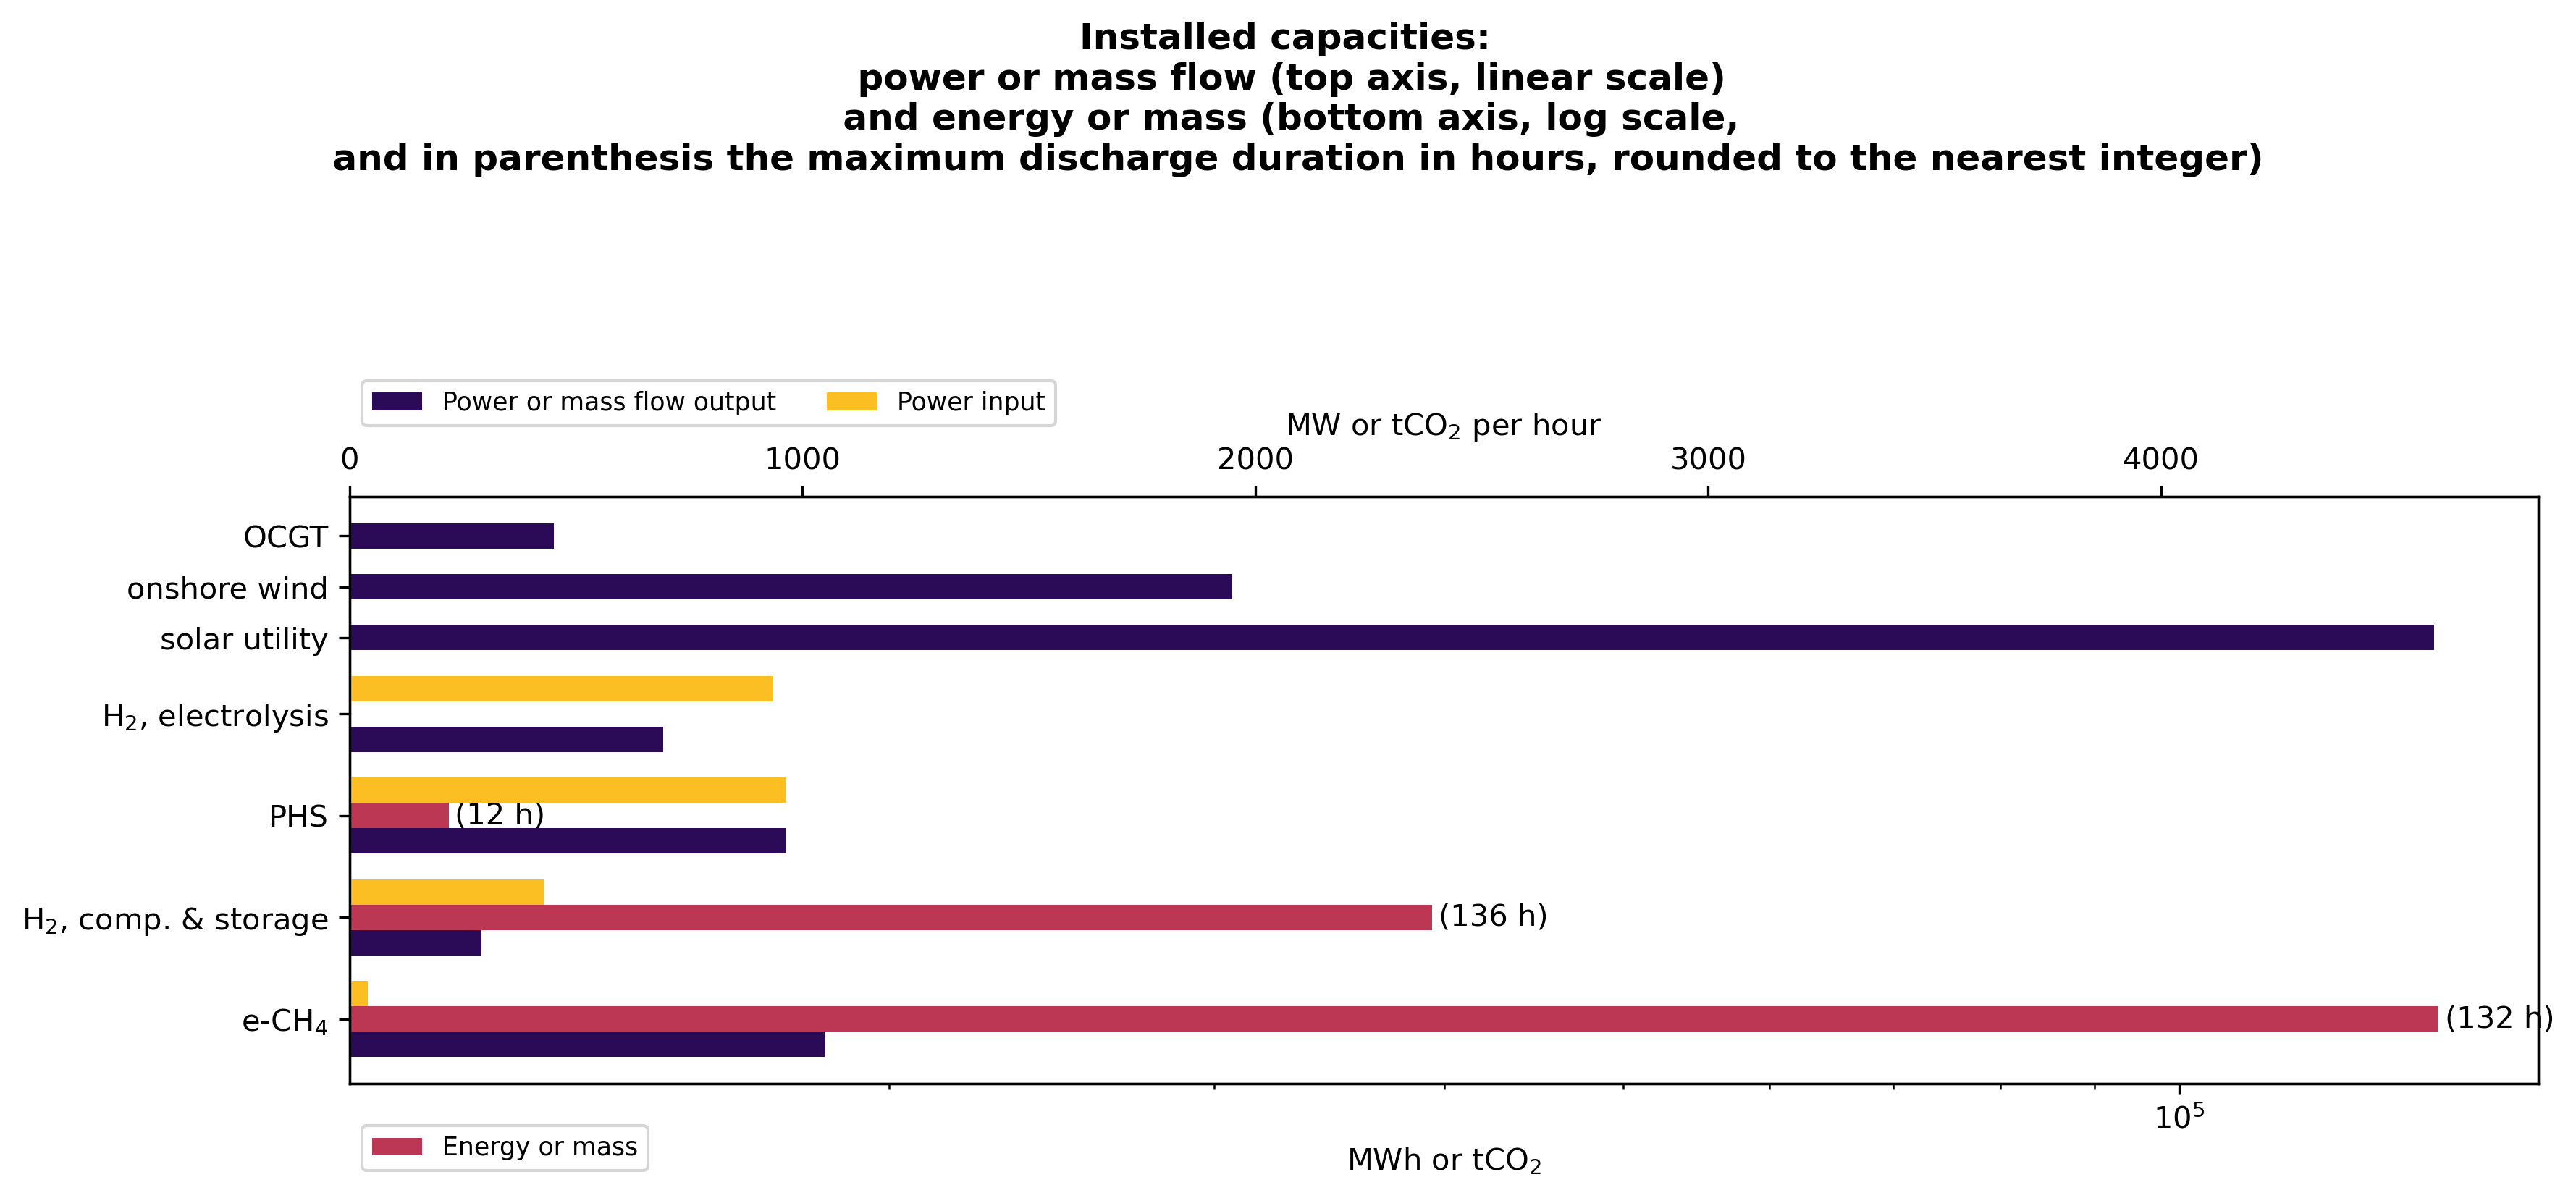 Installed capacities:
power or mass flow (top axis, linear scale)
and energy or mass (bottom axis, log scale,
and in parenthesis the maximum discharge duration in hours, rounded to the nearest integer)
Power or mass flow output
Power input
MW or tCO₂ per hour
0 1000 2000 3000 4000
OCGT
onshore wind
solar utility
H₂, electrolysis
PHS (12 h)
H₂, comp. & storage (136 h)
e-CH₄ (132 h)
10⁵
Energy or mass
MWh or tCO₂